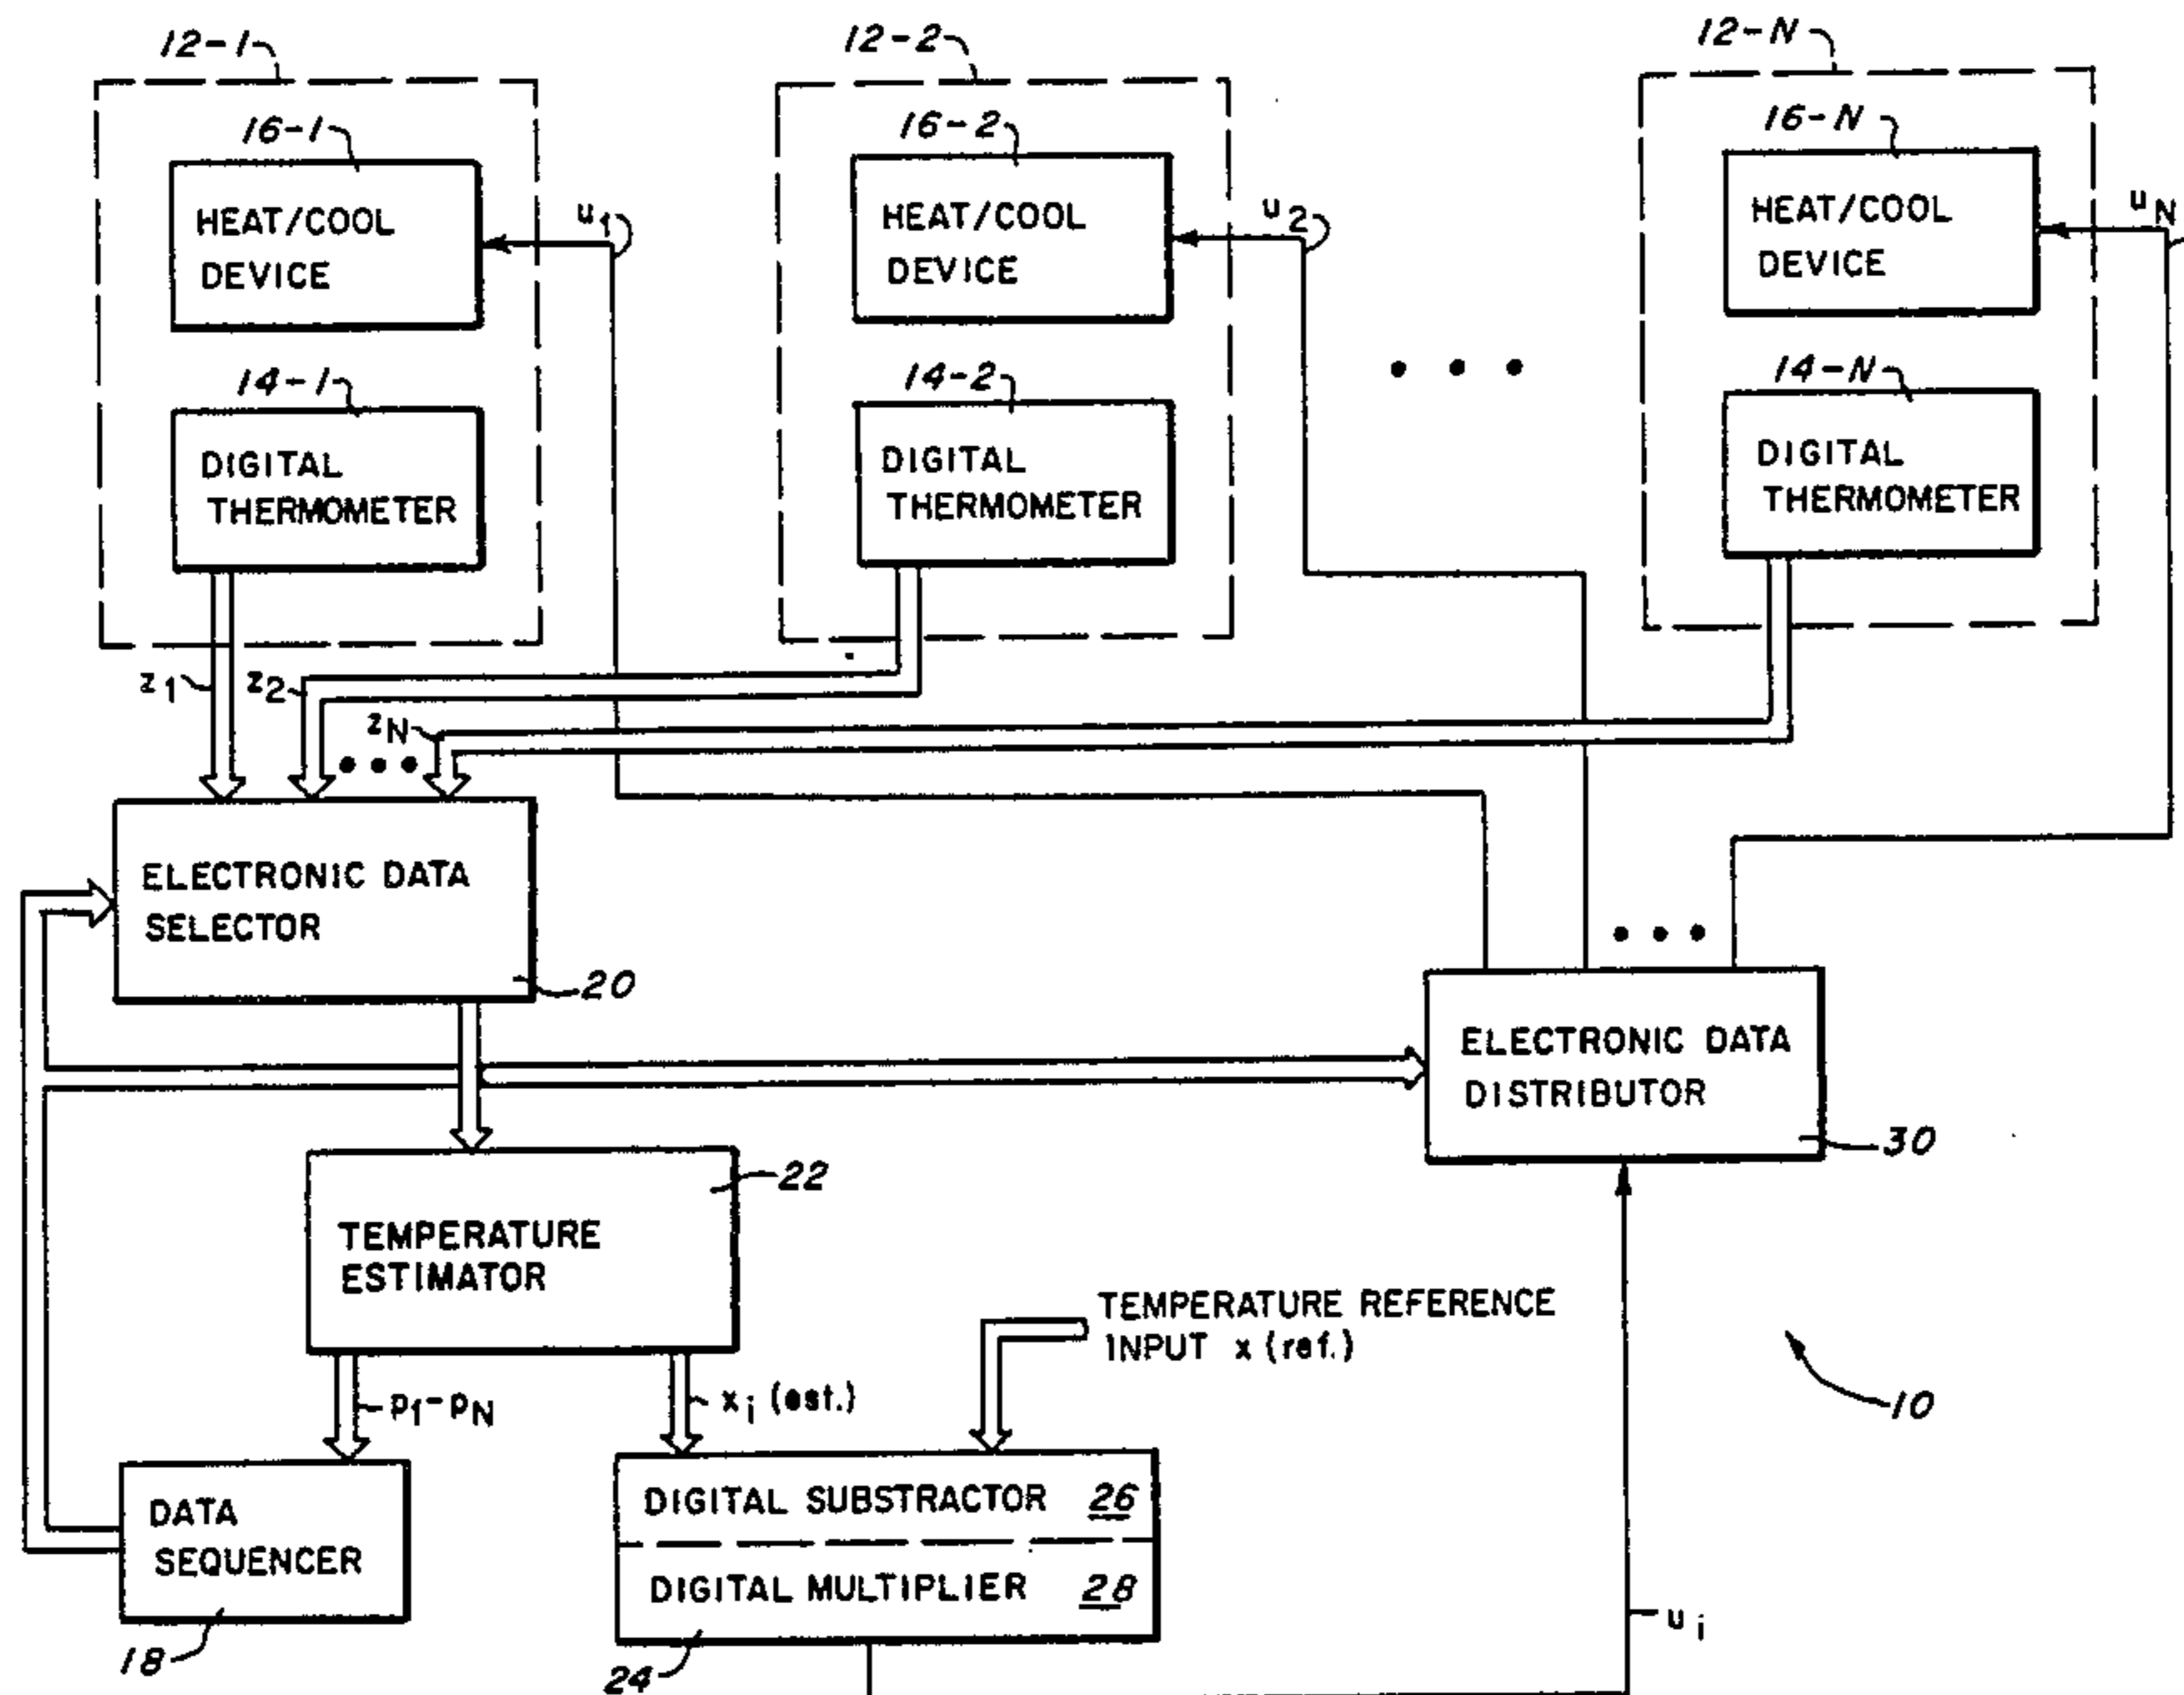 12-1
12-2
12-N
16-1
16-2
16-N
HEAT/COOL
DEVICE
u1
HEAT/COOL
DEVICE
u2
HEAT/COOL
DEVICE
uN
14-1
14-2
14-N
DIGITAL
THERMOMETER
DIGITAL
THERMOMETER
DIGITAL
THERMOMETER
z1
z2
zN
ELECTRONIC DATA
SELECTOR
20
ELECTRONIC DATA
DISTRIBUTOR
30
22
TEMPERATURE
ESTIMATOR
TEMPERATURE REFERENCE
INPUT x (ref.)
p1-pN
xi (est.)
10
DATA
SEQUENCER
18
DIGITAL SUBSTRACTOR 26
DIGITAL MULTIPLIER 28
24
ui